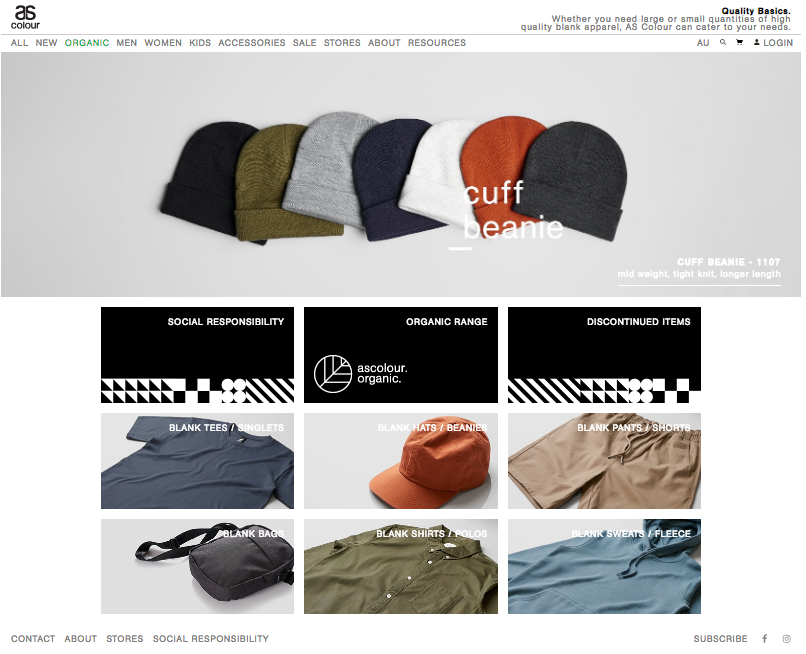 as
colour
Quality Basics.
Whether you need large or small quantities of high
quality blank apparel, AS Colour can cater to your needs.
ALL NEW ORGANIC MEN WOMEN KIDS ACCESSORIES SALE STORES ABOUT RESOURCES
AU LOGIN
cuff
beanie
CUFF BEANIE - 1107
mid weight, tight knit, longer length
SOCIAL RESPONSIBILITY
ORGANIC RANGE
DISCONTINUED ITEMS
ascolour.
organic.
BLANK TEES / SINGLETS
BLANK HATS / BEANIES
BLANK PANTS / SHORTS
BLANK BAGS
BLANK SHIRTS / POLOS
BLANK SWEATS / FLEECE
CONTACT ABOUT STORES SOCIAL RESPONSIBILITY
SUBSCRIBE